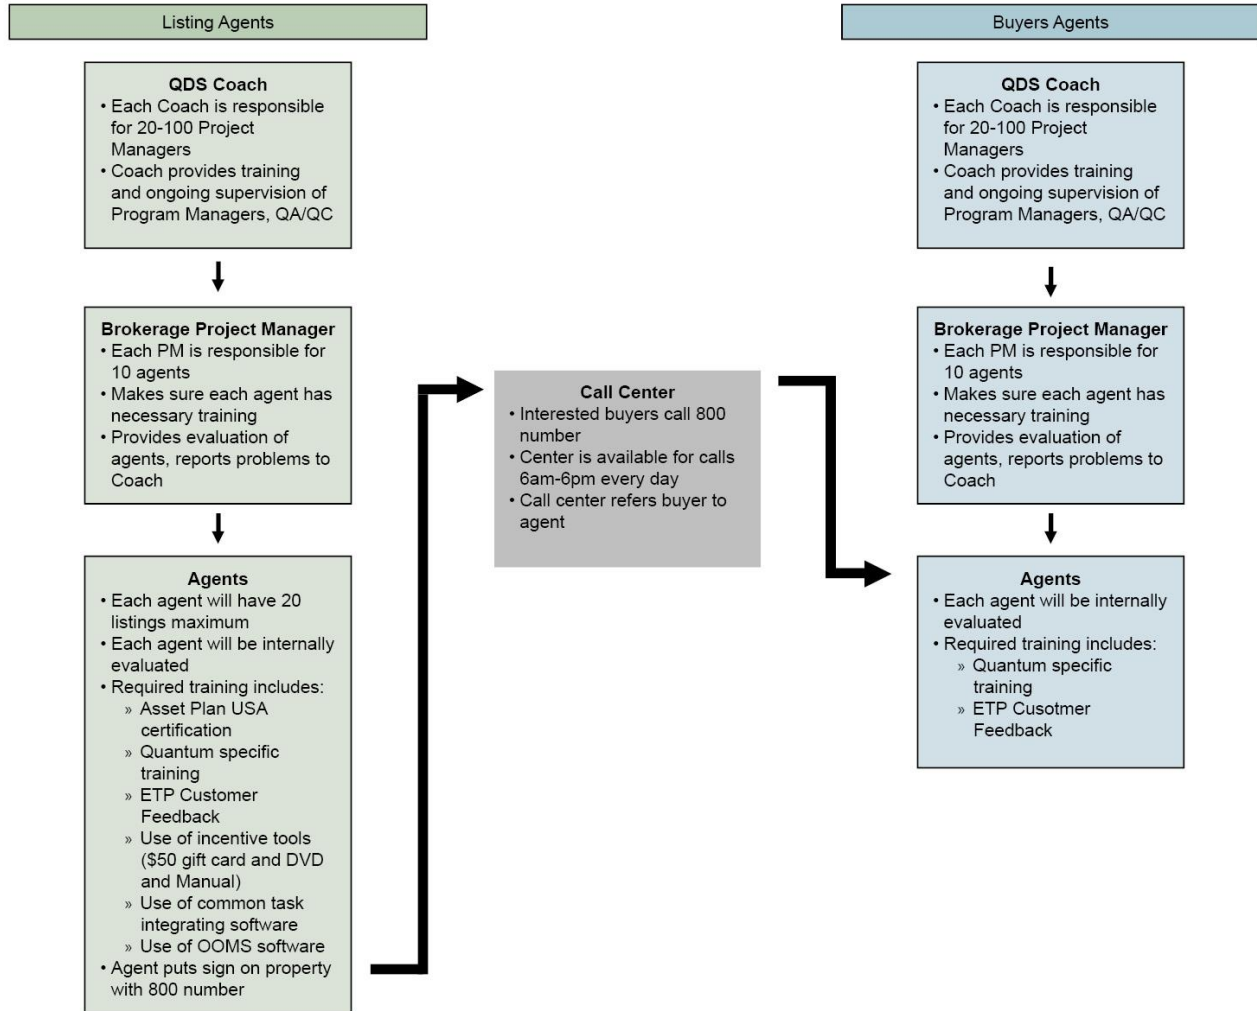 Listing Agents
QDS Coach
• Each Coach is responsible
for 20-100 Project
Managers
• Coach provides training
and ongoing supervision of
Program Managers, QA/QC
Brokerage Project Manager
• Each PM is responsible for
10 agents
• Makes sure each agent has
necessary training
• Provides evaluation of
agents, reports problems to
Coach
Agents
• Each agent will have 20
listings maximum
• Each agent will be internally
evaluated
• Required training includes:
» Asset Plan USA
certification
» Quantum specific
training
» ETP Customer
Feedback
» Use of incentive tools
($50 gift card and DVD
and Manual)
» Use of common task
integrating software
» Use of OOMS software
• Agent puts sign on property
with 800 number
Call Center
• Interested buyers call 800
number
• Center is available for calls
6am-6pm every day
• Call center refers buyer to
agent
Buyers Agents
QDS Coach
• Each Coach is responsible
for 20-100 Project
Managers
• Coach provides training
and ongoing supervision of
Program Managers, QA/QC
Brokerage Project Manager
• Each PM is responsible for
10 agents
• Makes sure each agent has
necessary training
• Provides evaluation of
agents, reports problems to
Coach
Agents
• Each agent will be internally
evaluated
• Required training includes:
» Quantum specific
training
» ETP Cusotmer
Feedback